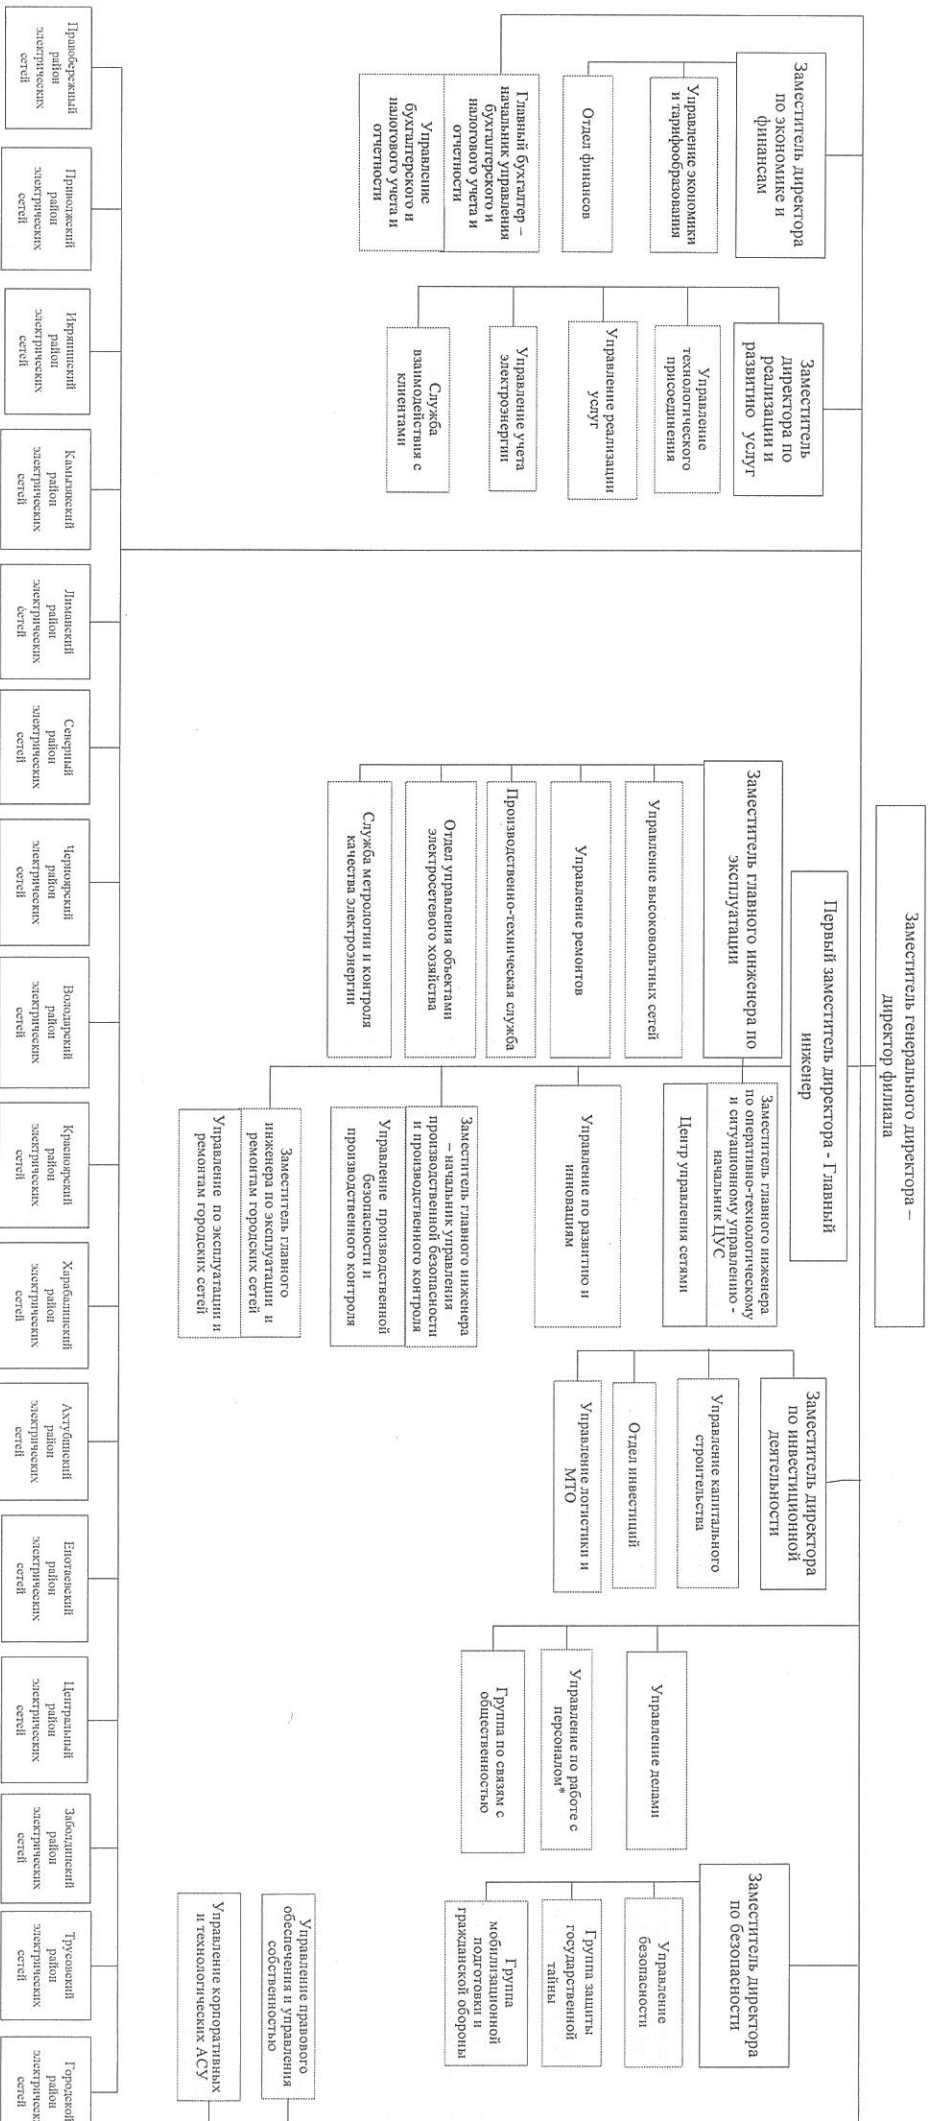 Заместитель генерального директора –
директор филиала
Первый заместитель директора - Главный
инженер
Заместитель директора
по экономике и
финансам
Управление экономики
и тарифообразования
Отдел финансов
Главный бухгалтер –
начальник управления
бухгалтерского и
налогового учета и
отчетности
Управление
бухгалтерского и
налогового учета и
отчетности
Заместитель
директора по
реализации и
развитию услуг
Управление
технологического
присоединения
Управление реализации
услуг
Управление учета
электроэнергии
Служба
взаимодействия с
клиентами
Заместитель главного инженера по
эксплуатации
Управление высоковольтных сетей
Управление ремонтов
Производственно-техническая служба
Отдел управления объектами
электросетевого хозяйства
Служба метрологии и контроля
качества электроэнергии
Заместитель главного инженера
по оперативно-технологическому
и ситуационному управлению -
начальник ЦУС
Центр управления сетями
Управление по развитию и
инновациям
Заместитель главного инженера
– начальник управления
производственной безопасности
и производственного контроля
Управление производственной
безопасности и
производственного контроля
Заместитель главного
инженера по эксплуатации и
ремонтам городских сетей
Управление по эксплуатации и
ремонтам городских сетей
Заместитель директора
по инвестиционной
деятельности
Управление капитального
строительства
Отдел инвестиций
Управление логистики и
МТО
Управление делами
Управление по работе с
персоналом*
Группа по связям с
общественностью
Заместитель директора
по безопасности
Управление
безопасности
Группа защиты
государственной
тайны
Группа
мобилизационной
подготовки и
гражданской обороны
Управление правового
обеспечения и управления
собственностью
Управление корпоративных
и технологических АСУ
Правобережный
район
электрических
сетей
Приволжский
район
электрических
сетей
Икрянинский
район
электрических
сетей
Камызякский
район
электрических
сетей
Лиманский
район
электрических
сетей
Северный
район
электрических
сетей
Черноярский
район
электрических
сетей
Володарский
район
электрических
сетей
Красноярский
район
электрических
сетей
Харабалинский
район
электрических
сетей
Ахтубинский
район
электрических
сетей
Енотаевский
район
электрических
сетей
Центральный
район
электрических
сетей
Заболдинский
район
электрических
сетей
Трусовский
район
электрических
сетей
Городской
район
электрическ
сетей